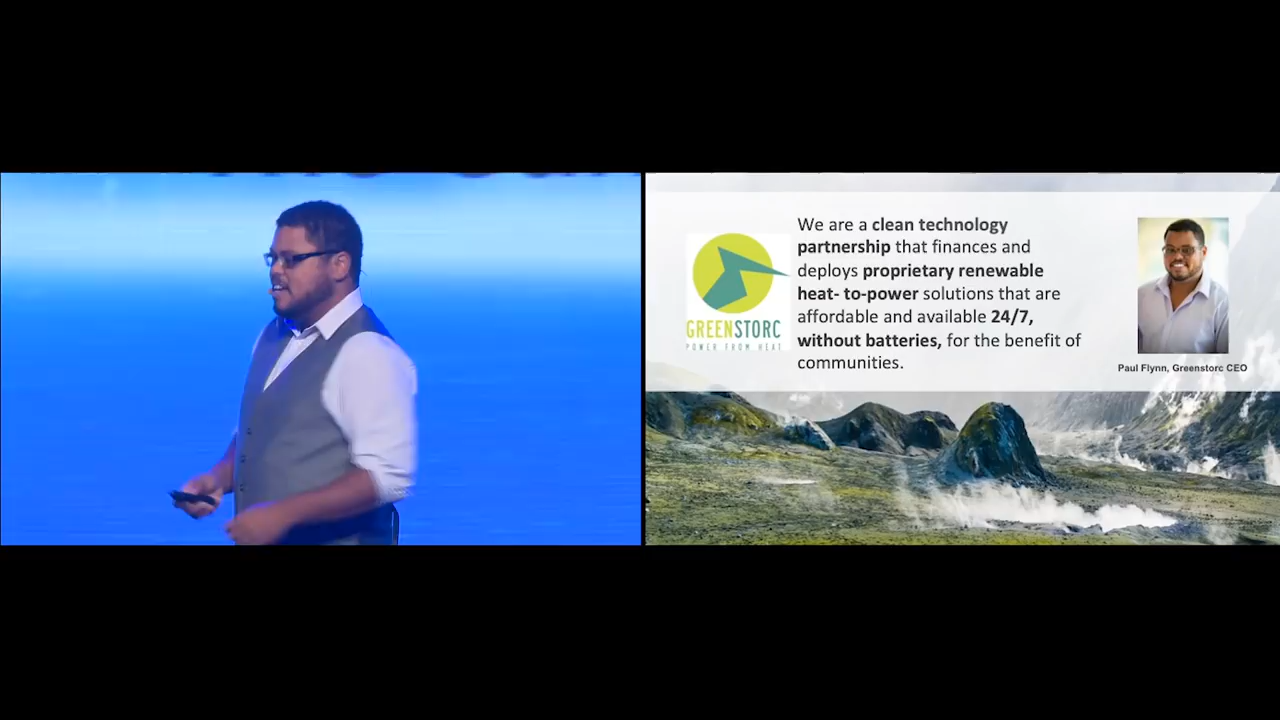 We are a clean technology
partnership that finances and
deploys proprietary renewable
heat- to-power solutions that are
affordable and available 24/7,
without batteries, for the benefit of
communities.
GREENSTORC
POWER FROM HEAT
Paul Flynn, Greenstorc CEO